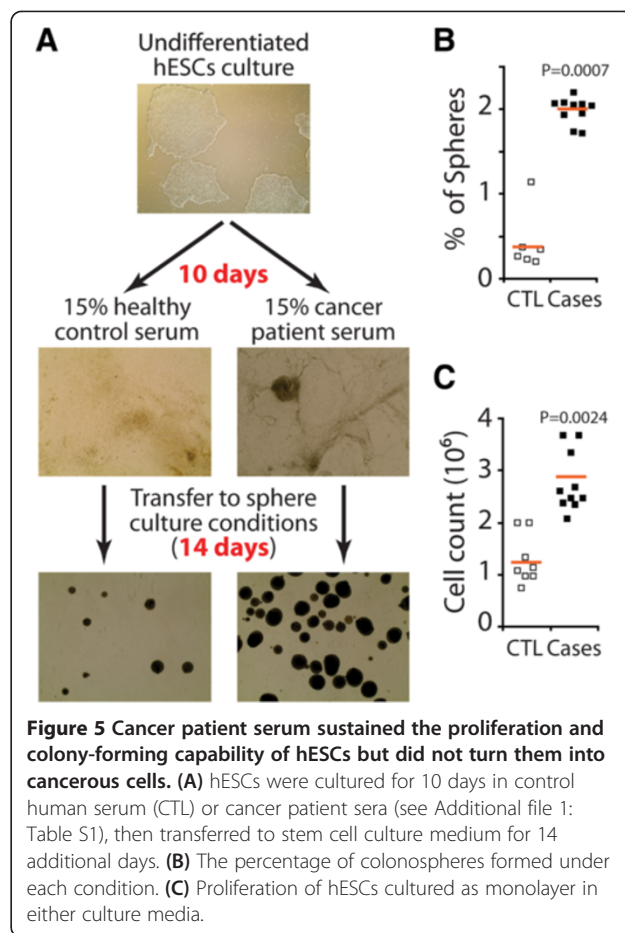 A
Undifferentiated
hESCs culture
10 days
15% healthy
control serum
15% cancer
patient serum
Transfer to sphere
culture conditions
(14 days)
B
P=0.0007
% of Spheres
2
1
0
CTL Cases
C
P=0.0024
Cell count (10⁶)
4
3
2
1
0
CTL Cases
Figure 5 Cancer patient serum sustained the proliferation and
colony-forming capability of hESCs but did not turn them into
cancerous cells. (A) hESCs were cultured for 10 days in control
human serum (CTL) or cancer patient sera (see Additional file 1:
Table S1), then transferred to stem cell culture medium for 14
additional days. (B) The percentage of colonospheres formed under
each condition. (C) Proliferation of hESCs cultured as monolayer in
either culture media.